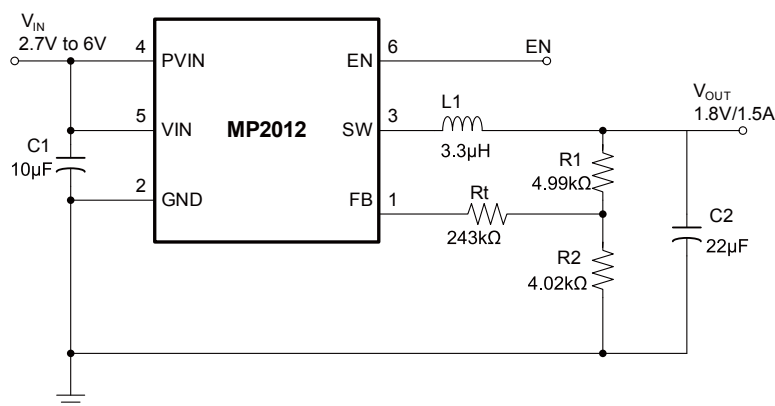 VIN
2.7V to 6V
4
PVIN
5
VIN
2
GND
C1
10µF
MP2012
EN
6
EN
SW
3
FB
1
L1
3.3µH
VOUT
1.8V/1.5A
R1
4.99kΩ
Rt
243kΩ
R2
4.02kΩ
C2
22µF